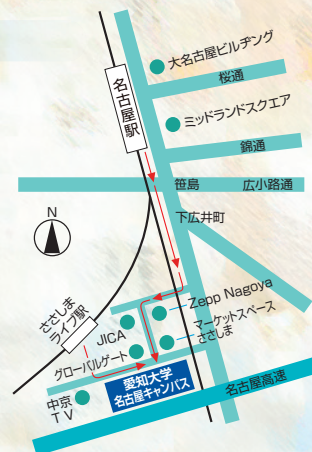 大名古屋ビルヂング
桜通
名古屋駅
ミッドランドスクエア
錦通
笹島
広小路通
下広井町
N
ささしま
ライブ駅
Zepp Nagoya
マーケットスペース
ささしま
JICA
グローバルゲート
愛知大学
名古屋キャンパス
中京
TV
名古屋高速